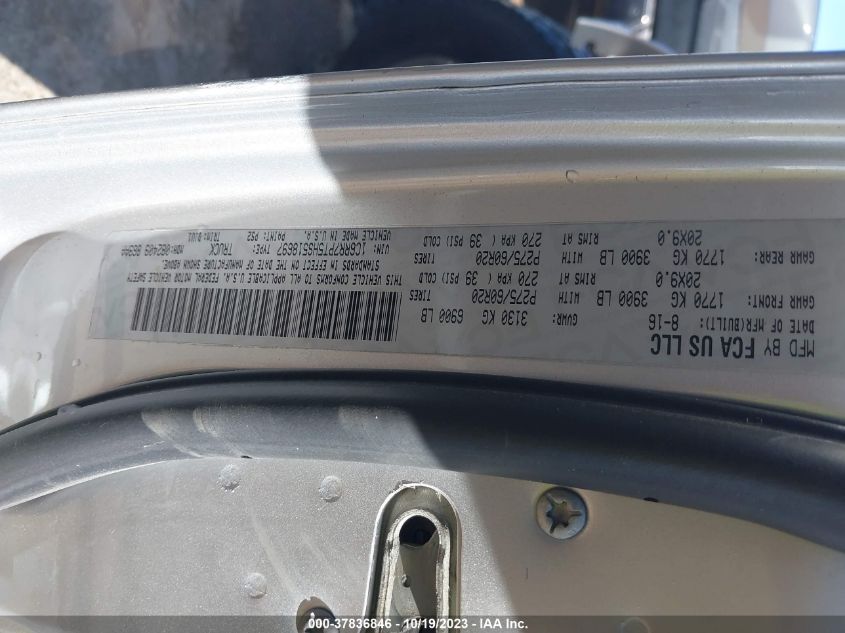 MFD BY FCA US LLC
DATE OF MFR(BUILT): GVWR:
8-16 3130 KG 6900 LB
GAWR FRONT: TIRES
1770 KG 3900 LB WITH P275/60R20
RIMS AT COLD
20X9.0 270 KPA ( 39 PSI)
GAWR REAR: TIRES
1770 KG 3900 LB WITH P275/60R20
RIMS AT COLD
20X9.0 270 KPA ( 39 PSI)
THIS VEHICLE CONFORMS TO ALL APPLICABLE U.S.A. FEDERAL MOTOR VEHICLE SAFETY
STANDARDS IN EFFECT ON THE DATE OF MANUFACTURE SHOWN ABOVE.
VIN: 1C6RR7PT5HS518697 TYPE: TRUCK MDH:082409
VEHICLE MADE IN U.S.A. PAINT: PS2 TRIM:
000-37836846 - 10/19/2023 - IAA Inc.